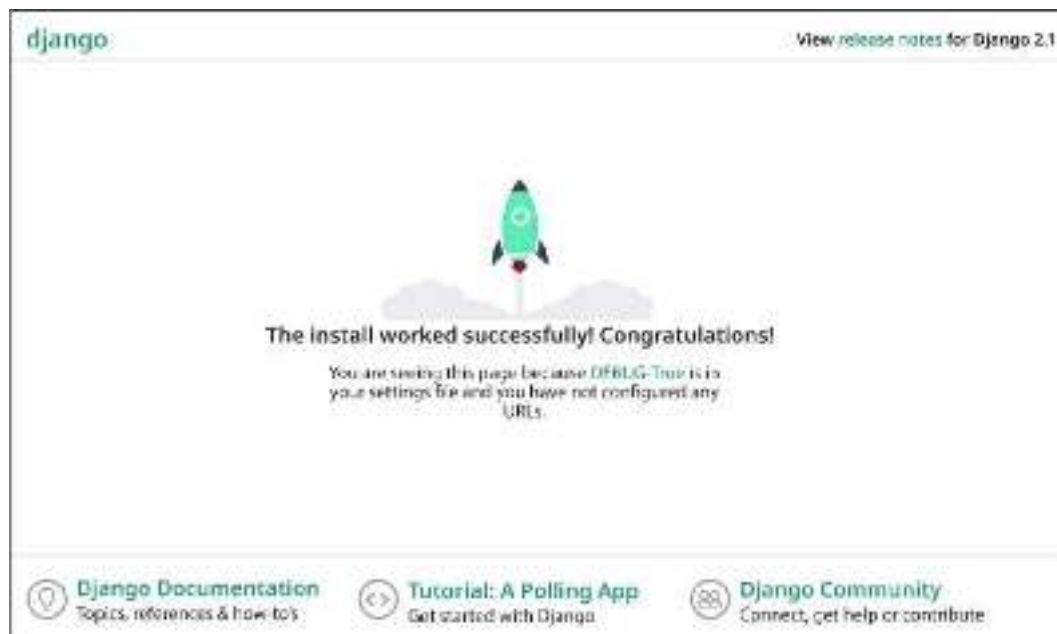 django
View release notes for Django 2.1
The install worked successfully! Congratulations!
You are seeing this page because DEBUG=True is in
your settings file and you have not configured any
URLs.
Django Documentation
Topics, references & how-to's
Tutorial: A Polling App
Get started with Django
Django Community
Connect, get help or contribute